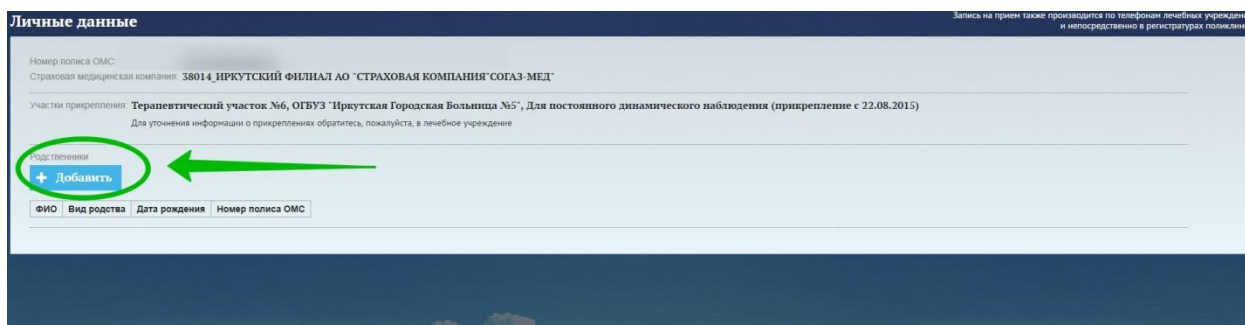 Личные данные
Запись на прием также производится по телефонам лечебных учрежден
и непосредственно в регистратурах поликлин
Номер полиса ОМС:
Страховая медицинская компания: 38014_ИРКУТСКИЙ ФИЛИАЛ АО "СТРАХОВАЯ КОМПАНИЯ"СОГАЗ-МЕД"
Участки прикрепления: Терапевтический участок №6, ОГБУЗ "Иркутская Городская Больница №5", Для постоянного динамического наблюдения (прикрепление с 22.08.2015)
Для уточнения информации о прикреплениях обратитесь, пожалуйста, в лечебное учреждение
Родственники
+ Добавить
ФИО Вид родства Дата рождения Номер полиса ОМС